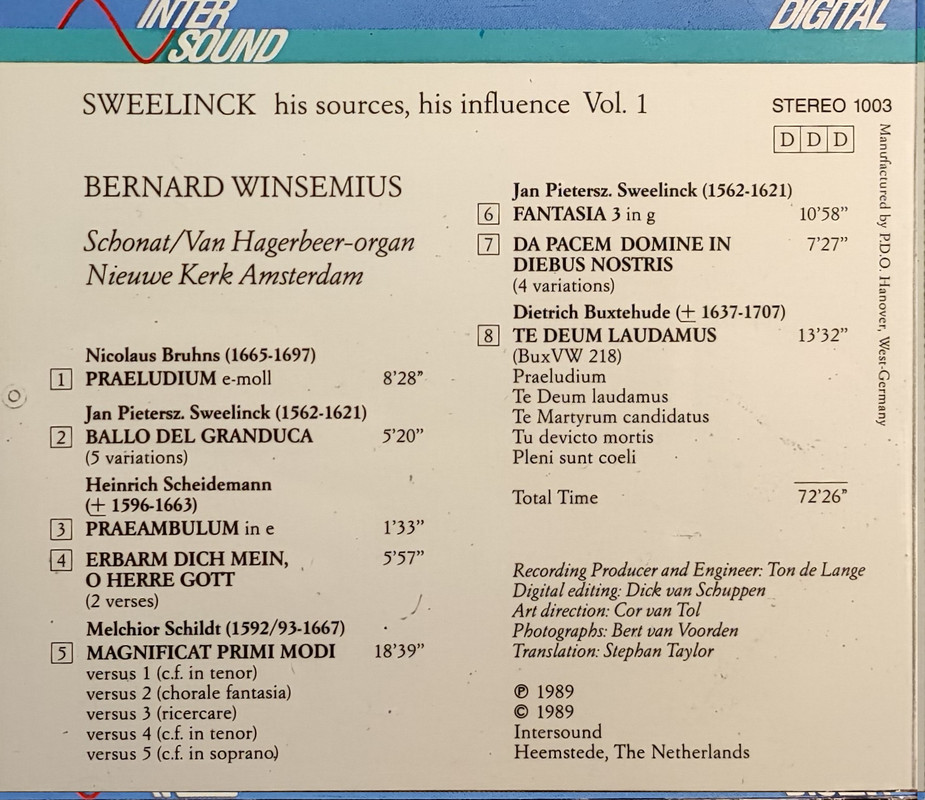 INTER
SOUND
DIGITAL
SWEELINCK his sources, his influence Vol. 1
STEREO 1003
D D D
Manufactured by P.D.O. Hanover, West-Germany
BERNARD WINSEMIUS
Schonat/Van Hagerbeer-organ
Nieuwe Kerk Amsterdam
Nicolaus Bruhns (1665-1697)
1 PRAELUDIUM e-moll 8’28”
Jan Pietersz. Sweelinck (1562-1621)
2 BALLO DEL GRANDUCA 5’20”
(5 variations)
Heinrich Scheidemann
(± 1596-1663)
3 PRAEAMBULUM in e 1’33”
4 ERBARM DICH MEIN, 5’57”
O HERRE GOTT
(2 verses)
Melchior Schildt (1592/93-1667)
5 MAGNIFICAT PRIMI MODI 18’39”
versus 1 (c.f. in tenor)
versus 2 (chorale fantasia)
versus 3 (ricercare)
versus 4 (c.f. in tenor)
versus 5 (c.f. in soprano)
Jan Pietersz. Sweelinck (1562-1621)
6 FANTASIA 3 in g 10’58”
7 DA PACEM DOMINE IN 7’27”
DIEBUS NOSTRIS
(4 variations)
Dietrich Buxtehude (± 1637-1707)
8 TE DEUM LAUDAMUS 13’32”
(BuxVW 218)
Praeludium
Te Deum laudamus
Te Martyrum candidatus
Tu devicto mortis
Pleni sunt coeli
Total Time 72’26”
Recording Producer and Engineer: Ton de Lange
Digital editing: Dick van Schuppen
Art direction: Cor van Tol
Photographs: Bert van Voorden
Translation: Stephan Taylor
℗ 1989
© 1989
Intersound
Heemstede, The Netherlands